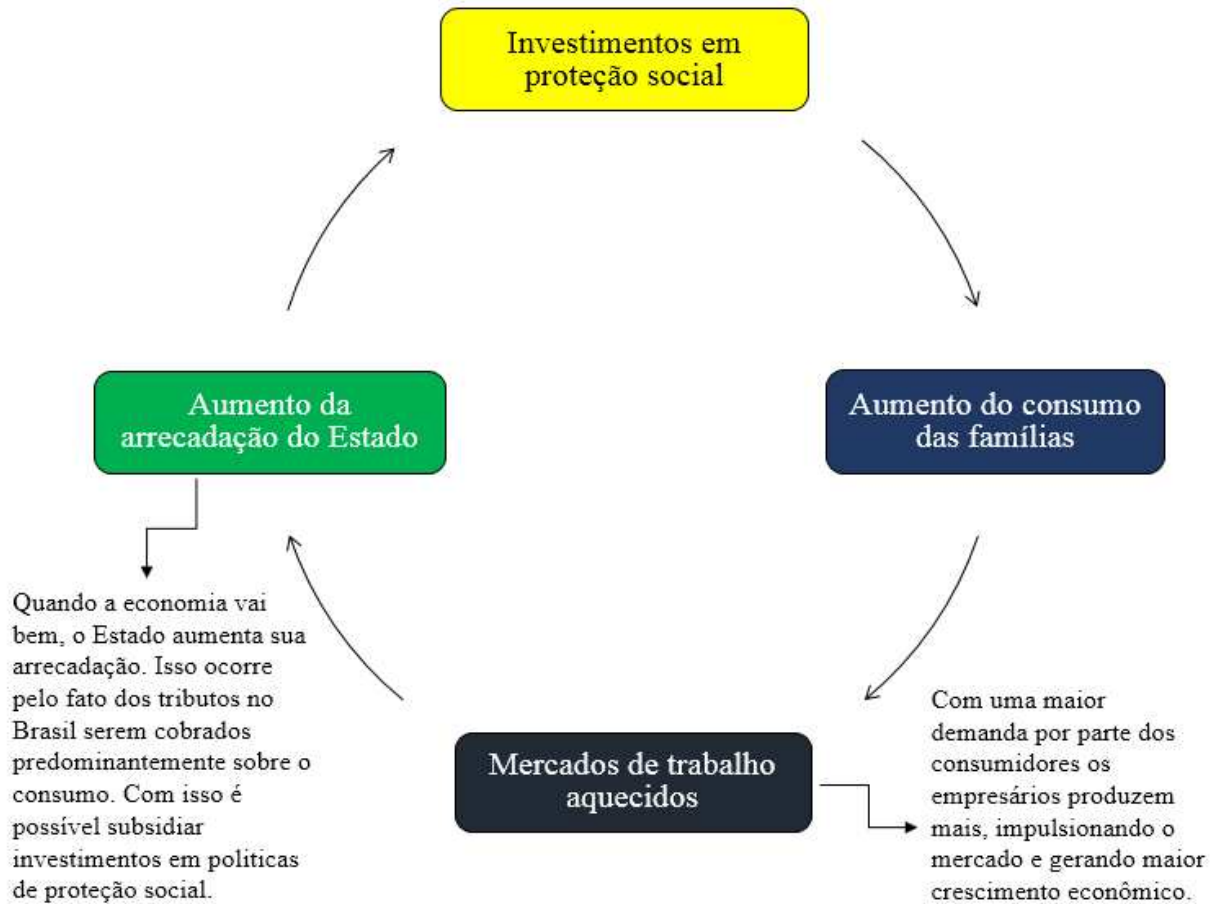 Investimentos em
proteção social
Aumento da
arrecadação do Estado
Aumento do consumo
das famílias
Quando a economia vai
bem, o Estado aumenta sua
arrecadação. Isso ocorre
pelo fato dos tributos no
Brasil serem cobrados
predominantemente sobre o
consumo. Com isso é
possível subsidiar
investimentos em politicas
de proteção social.
Mercados de trabalho
aquecidos
Com uma maior
demanda por parte dos
consumidores os
empresários produzem
mais, impulsionando o
mercado e gerando maior
crescimento econômico.